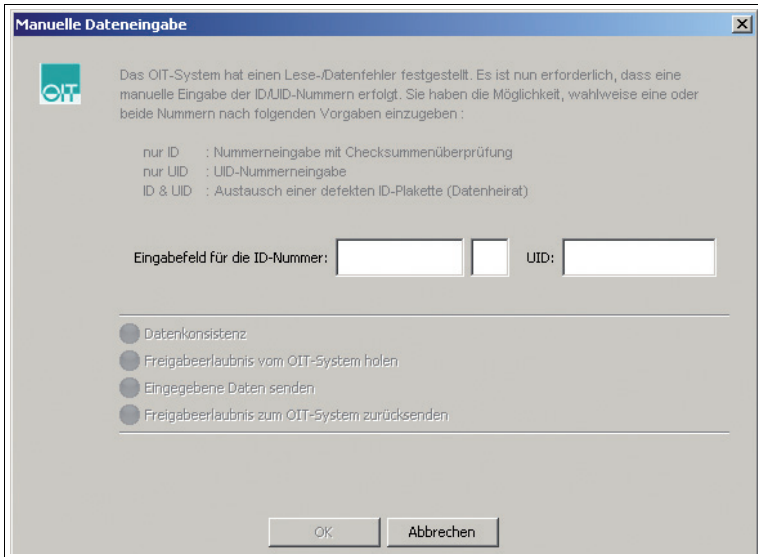 Manuelle Dateneingabe
OIT
Das OIT-System hat einen Lese-/Datenfehler festgestellt. Es ist nun erforderlich, dass eine
manuelle Eingabe der ID/UID-Nummern erfolgt. Sie haben die Möglichkeit, wahlweise eine oder
beide Nummern nach folgenden Vorgaben einzugeben :
nur ID : Nummerneingabe mit Checksummenüberprüfung
nur UID : UID-Nummerneingabe
ID & UID : Austausch einer defekten ID-Plakette (Datenheirat)
Eingabefeld für die ID-Nummer: UID:
Datenkonsistenz
Freigabeerlaubnis vom OIT-System holen
Eingegebene Daten senden
Freigabeerlaubnis zum OIT-System zurücksenden
OK Abbrechen